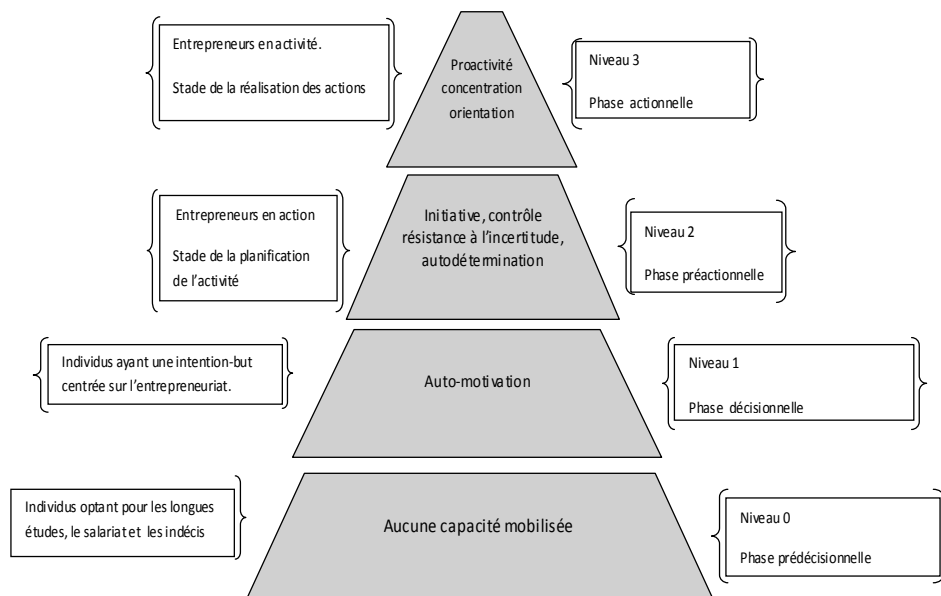 Entrepreneurs en activité.
Stade de la réalisation des actions
Proactivité
concentration
orientation
Niveau 3
Phase actionnelle
Entrepreneurs en action
Stade de la planification
de l'activité
Initiative, contrôle
résistance à l'incertitude,
autodétermination
Niveau 2
Phase préactionnelle
Individus ayant une intention-but
centrée sur l'entrepreneuriat.
Auto-motivation
Niveau 1
Phase décisionnelle
Individus optant pour les longues
études, le salariat et les indécis
Aucune capacité mobilisée
Niveau 0
Phase prédécisionnelle